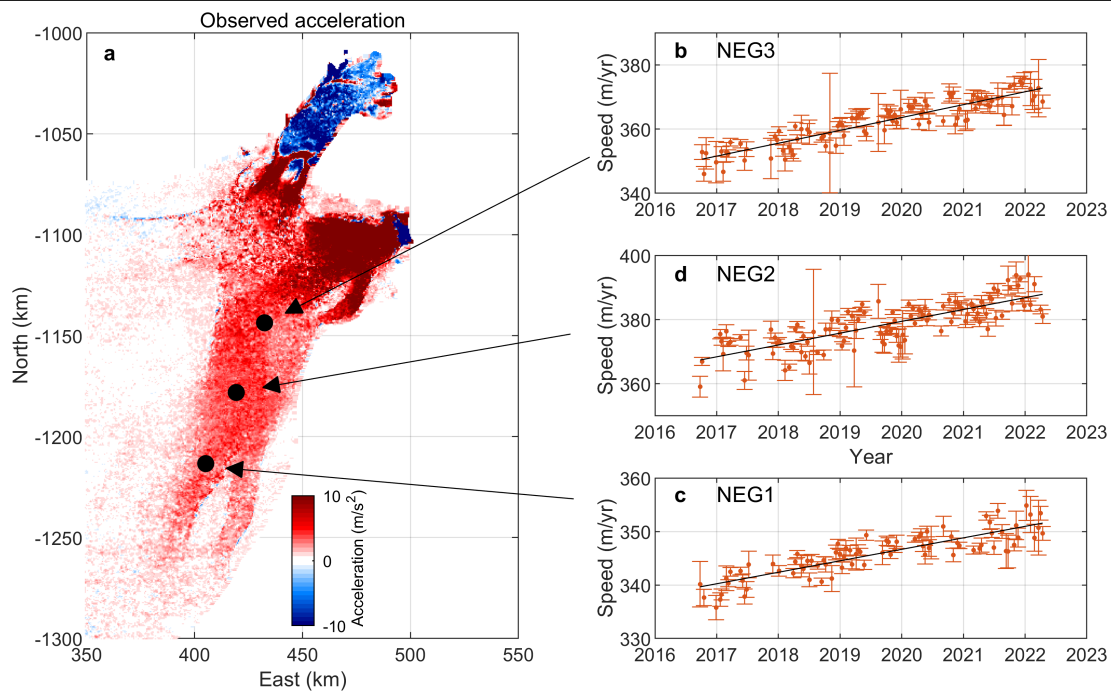 Observed acceleration
a
-1000
-1050
-1100
-1150
-1200
-1250
-1300
North (km)
350 400 450 500 550
East (km)
10
0
-10
Acceleration (m/s²)
b NEG3
380
360
340
Speed (m/yr)
2016 2017 2018 2019 2020 2021 2022 2023
d NEG2
400
380
360
Speed (m/yr)
2016 2017 2018 2019 2020 2021 2022 2023
Year
c NEG1
360
350
340
330
Speed (m/yr)
2016 2017 2018 2019 2020 2021 2022 2023